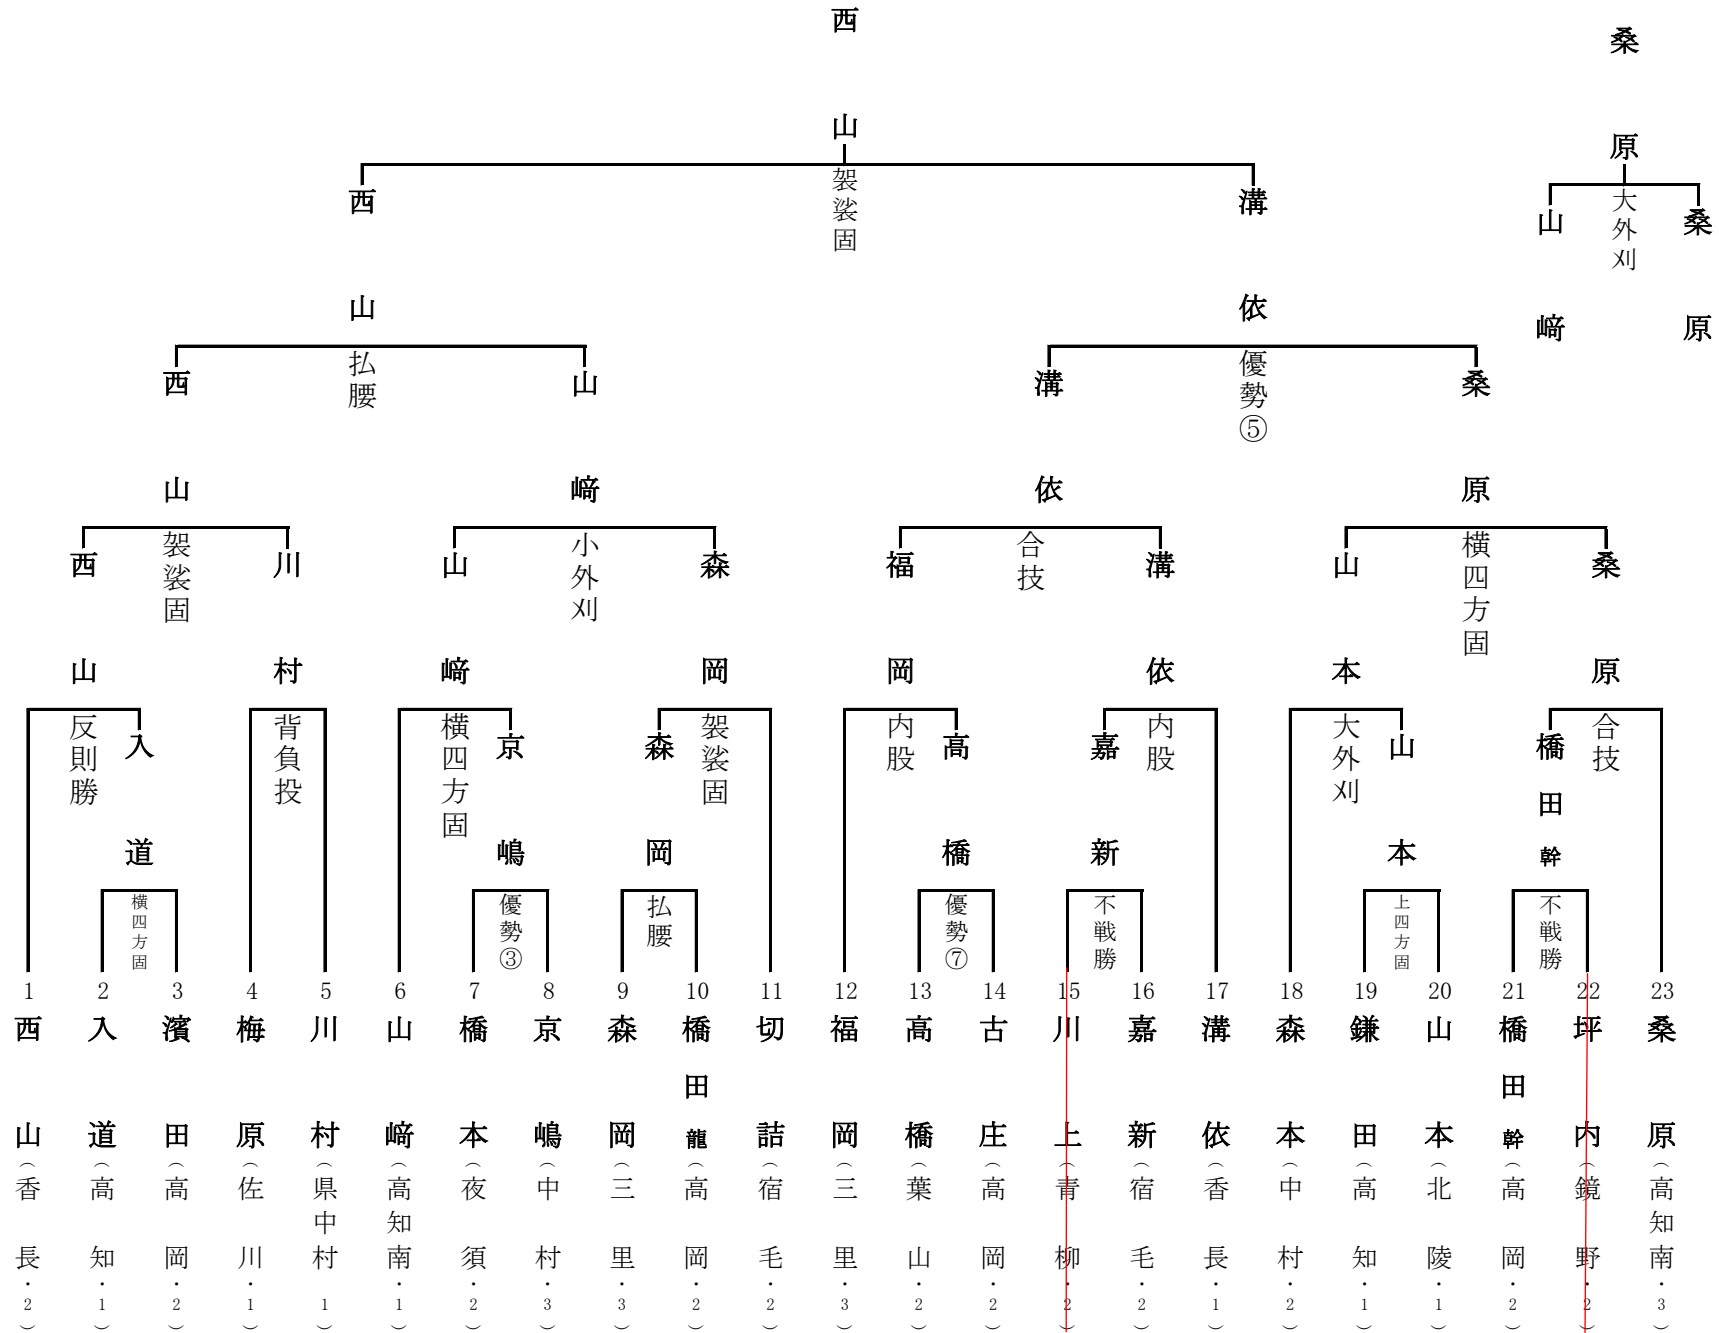 西山
袈裟固
桑原
大外刈
山﨑
桑原
西山
払腰
溝依
優勢⑤
西山
袈裟固
山﨑
小外刈
溝依
合技
桑原
横四方固
西山
反則勝
川村
背負投
山﨑
横四方固
森岡
袈裟固
福岡
内股
溝依
内股
山本
大外刈
桑原
合技
入道
横四方固
京嶋
優勢③
森岡
払腰
高橋
優勢⑦
嘉新
不戦勝
山本
上四方固
橋田幹
不戦勝
1 西山（香長・2）
2 入道（高知・1）
3 濱田（高岡・2）
4 梅原（佐川・1）
5 川村（県中村 1）
6 山﨑（高知南・1）
7 橋本（夜須・2）
8 京嶋（中村・3）
9 森岡（三里・3）
10 橋田龍（高岡・2）
11 切詰（宿毛・2）
12 福岡（三里・3）
13 高橋（葉山・2）
14 古庄（高岡・2）
15 川上（青柳・2）
16 嘉新（宿毛・2）
17 溝依（香長・1）
18 森本（中村・2）
19 鎌田（高知・1）
20 山本（北陵・1）
21 橋田幹（高岡・2）
22 坪内（鏡野・2）
23 桑原（高知南・3）